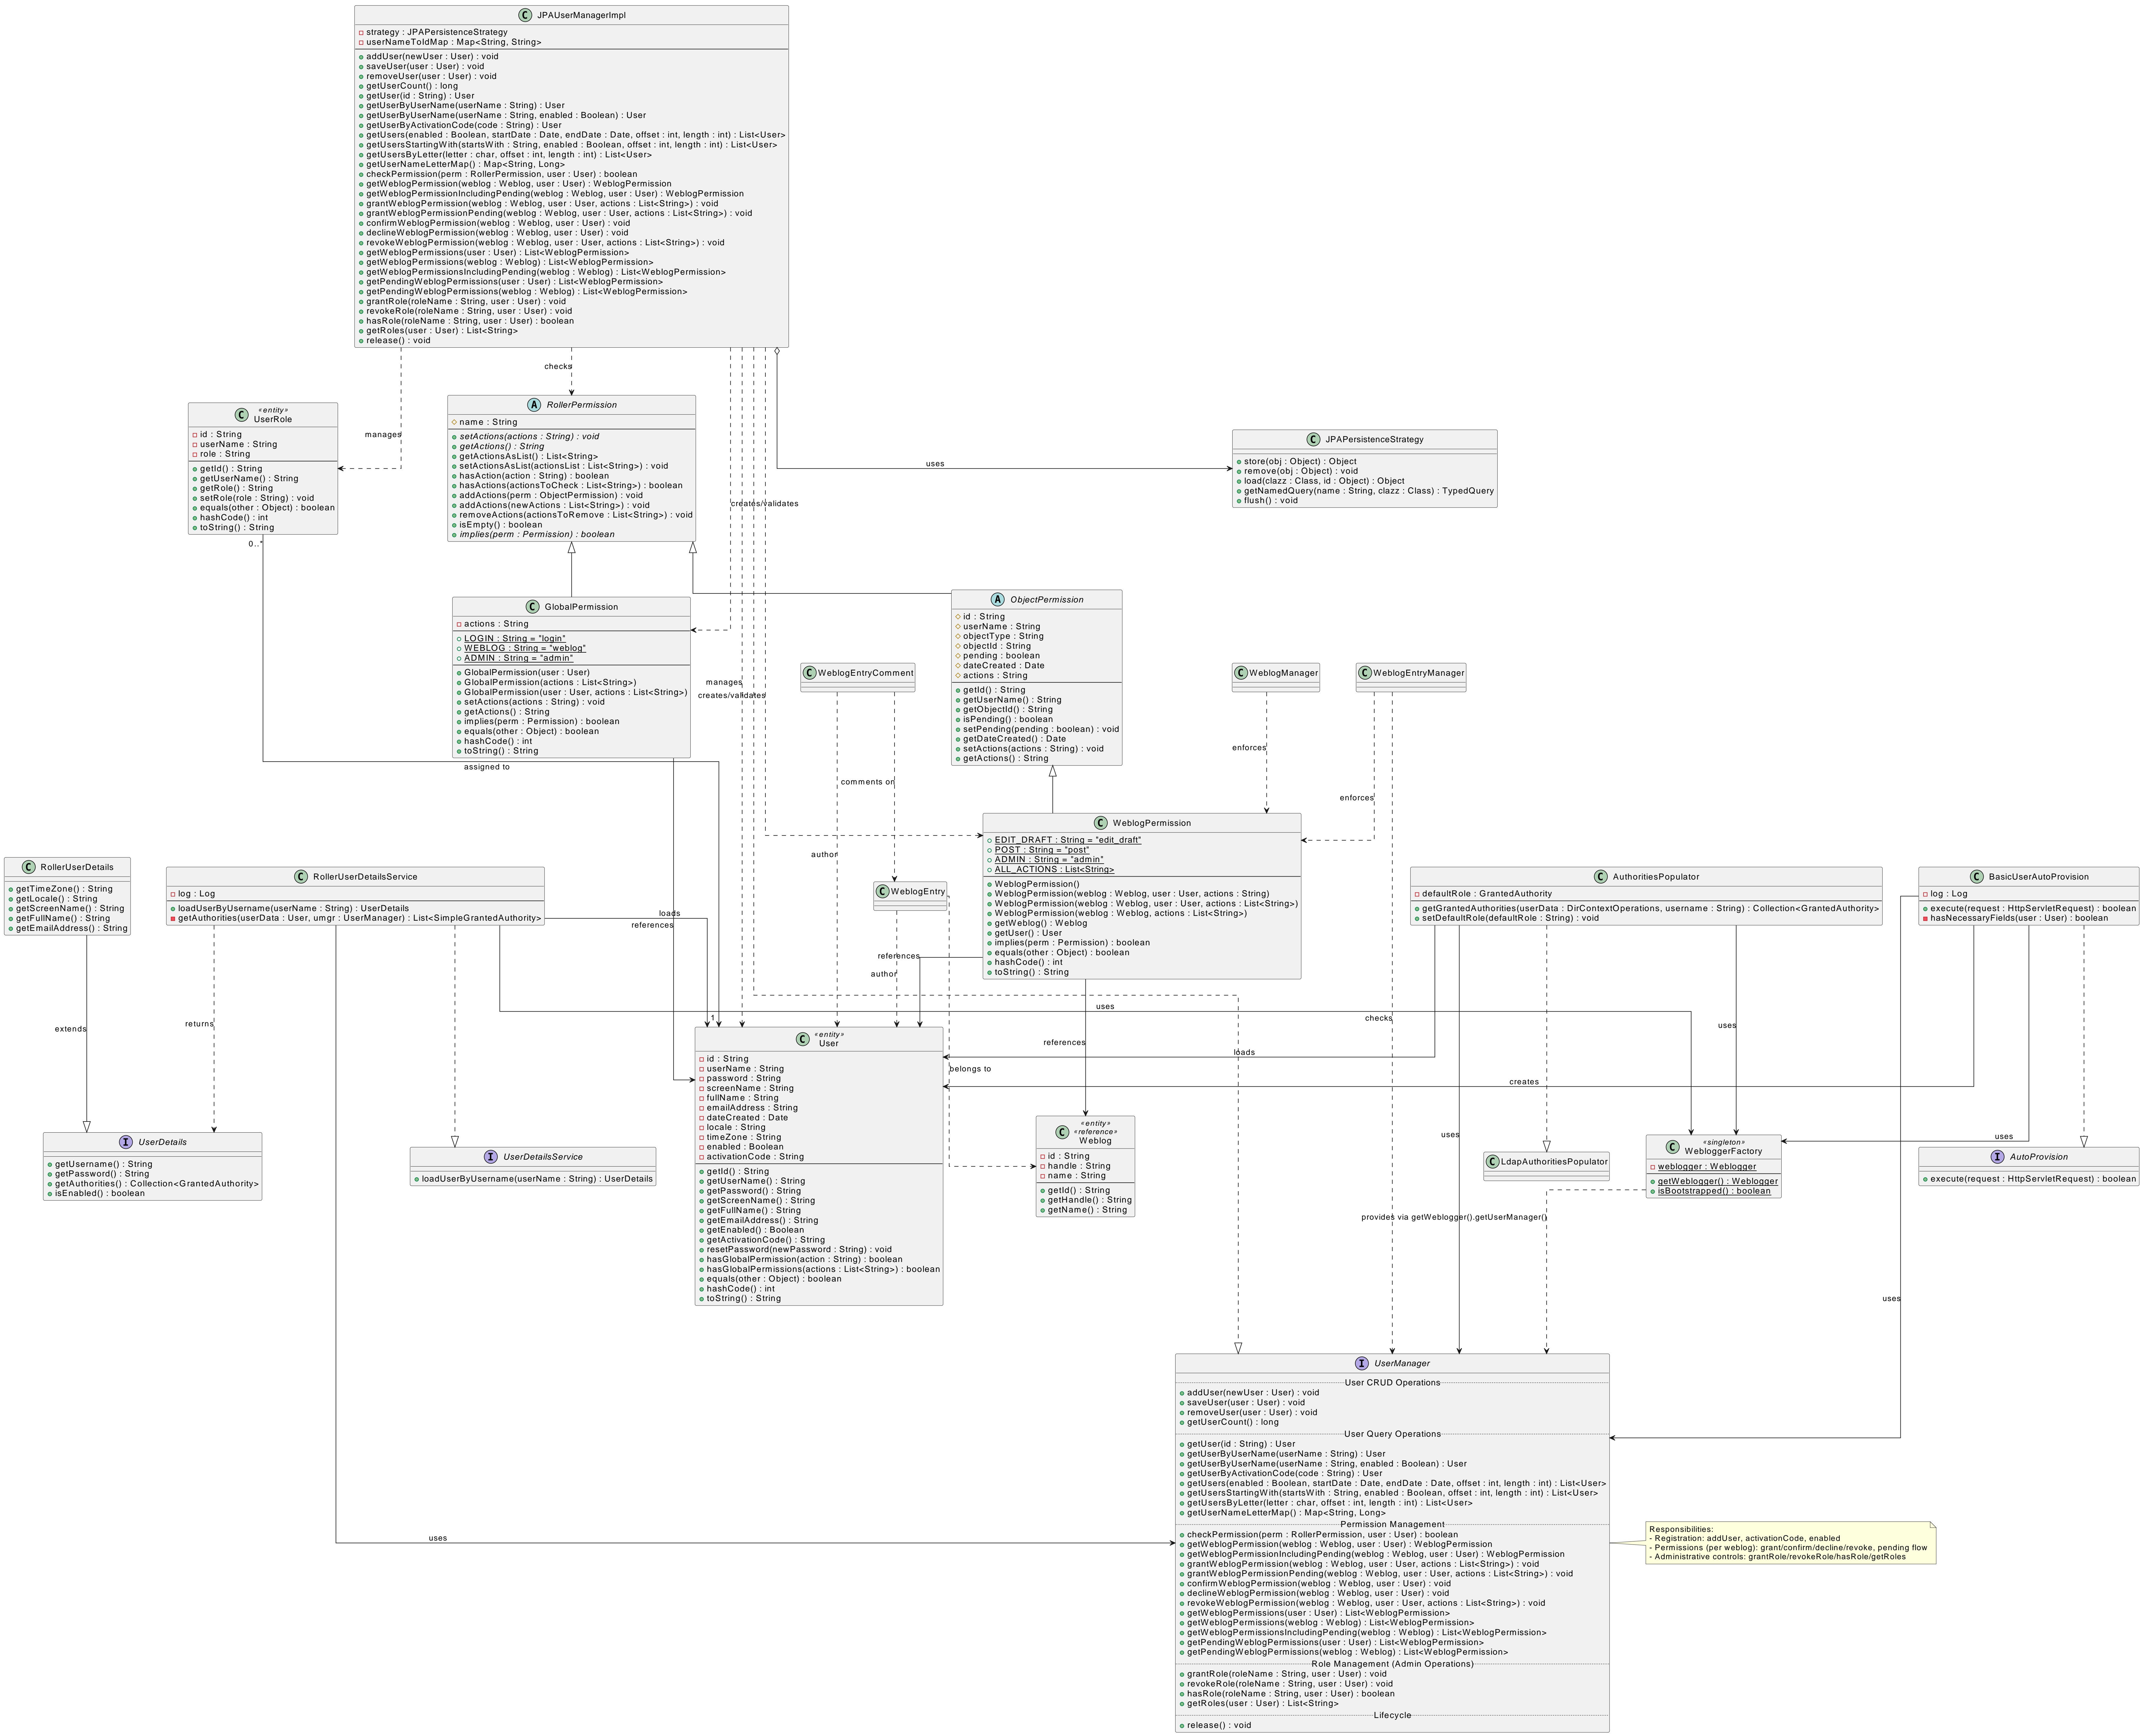 JPAUserManagerImpl
strategy : JPAPersistenceStrategy
userNameToIdMap : Map<String, String>
addUser(newUser : User) : void
saveUser(user : User) : void
removeUser(user : User) : void
getUserCount() : long
getUser(id : String) : User
getUserByUserName(userName : String) : User
getUserByUserName(userName : String, enabled : Boolean) : User
getUserByActivationCode(code : String) : User
getUsers(enabled : Boolean, startDate : Date, endDate : Date, offset : int, length : int) : List<User>
getUsersStartingWith(startsWith : String, enabled : Boolean, offset : int, length : int) : List<User>
getUsersByLetter(letter : char, offset : int, length : int) : List<User>
getUserNameLetterMap() : Map<String, Long>
checkPermission(perm : RollerPermission, user : User) : boolean
getWeblogPermission(weblog : Weblog, user : User) : WeblogPermission
getWeblogPermissionIncludingPending(weblog : Weblog, user : User) : WeblogPermission
grantWeblogPermission(weblog : Weblog, user : User, actions : List<String>) : void
grantWeblogPermissionPending(weblog : Weblog, user : User, actions : List<String>) : void
confirmWeblogPermission(weblog : Weblog, user : User) : void
declineWeblogPermission(weblog : Weblog, user : User) : void
revokeWeblogPermission(weblog : Weblog, user : User, actions : List<String>) : void
getWeblogPermissions(user : User) : List<WeblogPermission>
getWeblogPermissions(weblog : Weblog) : List<WeblogPermission>
getWeblogPermissionsIncludingPending(weblog : Weblog) : List<WeblogPermission>
getPendingWeblogPermissions(user : User) : List<WeblogPermission>
getPendingWeblogPermissions(weblog : Weblog) : List<WeblogPermission>
grantRole(roleName : String, user : User) : void
revokeRole(roleName : String, user : User) : void
hasRole(roleName : String, user : User) : boolean
getRoles(user : User) : List<String>
release() : void
checks
manages
uses
creates/validates
manages
creates/validates
«entity»
UserRole
id : String
userName : String
role : String
getId() : String
getUserName() : String
getRole() : String
setRole(role : String) : void
equals(other : Object) : boolean
hashCode() : int
toString() : String
0..*
assigned to
1
RollerPermission
name : String
setActions(actions : String) : void
getActions() : String
getActionsAsList() : List<String>
setActionsAsList(actionsList : List<String>) : void
hasAction(action : String) : boolean
hasActions(actionsToCheck : List<String>) : boolean
addActions(perm : ObjectPermission) : void
addActions(newActions : List<String>) : void
removeActions(actionsToRemove : List<String>) : void
isEmpty() : boolean
implies(perm : Permission) : boolean
JPAPersistenceStrategy
store(obj : Object) : Object
remove(obj : Object) : void
load(clazz : Class, id : Object) : Object
getNamedQuery(name : String, clazz : Class) : TypedQuery
flush() : void
GlobalPermission
actions : String
LOGIN : String = "login"
WEBLOG : String = "weblog"
ADMIN : String = "admin"
GlobalPermission(user : User)
GlobalPermission(actions : List<String>)
GlobalPermission(user : User, actions : List<String>)
setActions(actions : String) : void
getActions() : String
implies(perm : Permission) : boolean
equals(other : Object) : boolean
hashCode() : int
toString() : String
ObjectPermission
id : String
userName : String
objectType : String
objectId : String
pending : boolean
dateCreated : Date
actions : String
getId() : String
getUserName() : String
getObjectId() : String
isPending() : boolean
setPending(pending : boolean) : void
getDateCreated() : Date
setActions(actions : String) : void
getActions() : String
WeblogEntryComment
WeblogManager
WeblogEntryManager
enforces
comments on
enforces
author
WeblogEntry
WeblogPermission
EDIT_DRAFT : String = "edit_draft"
POST : String = "post"
ADMIN : String = "admin"
ALL_ACTIONS : List<String>
WeblogPermission()
WeblogPermission(weblog : Weblog, user : User, actions : String)
WeblogPermission(weblog : Weblog, user : User, actions : List<String>)
WeblogPermission(weblog : Weblog, actions : List<String>)
getWeblog() : Weblog
getUser() : User
implies(perm : Permission) : boolean
equals(other : Object) : boolean
hashCode() : int
toString() : String
RollerUserDetails
getTimeZone() : String
getLocale() : String
getScreenName() : String
getFullName() : String
getEmailAddress() : String
RollerUserDetailsService
log : Log
loadUserByUsername(userName : String) : UserDetails
getAuthorities(userData : User, umgr : UserManager) : List<SimpleGrantedAuthority>
loads
references
AuthoritiesPopulator
defaultRole : GrantedAuthority
getGrantedAuthorities(userData : DirContextOperations, username : String) : Collection<GrantedAuthority>
setDefaultRole(defaultRole : String) : void
BasicUserAutoProvision
log : Log
execute(request : HttpServletRequest) : boolean
hasNecessaryFields(user : User) : boolean
references
author
extends
returns
uses
checks
uses
references
loads
belongs to
creates
uses
uses
«entity»
User
id : String
userName : String
password : String
screenName : String
fullName : String
emailAddress : String
dateCreated : Date
locale : String
timeZone : String
enabled : Boolean
activationCode : String
getId() : String
getUserName() : String
getPassword() : String
getScreenName() : String
getFullName() : String
getEmailAddress() : String
getEnabled() : Boolean
getActivationCode() : String
resetPassword(newPassword : String) : void
hasGlobalPermission(action : String) : boolean
hasGlobalPermissions(actions : List<String>) : boolean
equals(other : Object) : boolean
hashCode() : int
toString() : String
UserDetails
getUsername() : String
getPassword() : String
getAuthorities() : Collection<GrantedAuthority>
isEnabled() : boolean
UserDetailsService
loadUserByUsername(userName : String) : UserDetails
«entity»
«reference»
Weblog
id : String
handle : String
name : String
getId() : String
getHandle() : String
getName() : String
LdapAuthoritiesPopulator
«singleton»
WebloggerFactory
weblogger : Weblogger
getWeblogger() : Weblogger
isBootstrapped() : boolean
AutoProvision
execute(request : HttpServletRequest) : boolean
provides via getWeblogger().getUserManager()
uses
UserManager
User CRUD Operations
addUser(newUser : User) : void
saveUser(user : User) : void
removeUser(user : User) : void
getUserCount() : long
User Query Operations
getUser(id : String) : User
getUserByUserName(userName : String) : User
getUserByUserName(userName : String, enabled : Boolean) : User
getUserByActivationCode(code : String) : User
getUsers(enabled : Boolean, startDate : Date, endDate : Date, offset : int, length : int) : List<User>
getUsersStartingWith(startsWith : String, enabled : Boolean, offset : int, length : int) : List<User>
getUsersByLetter(letter : char, offset : int, length : int) : List<User>
getUserNameLetterMap() : Map<String, Long>
Permission Management
checkPermission(perm : RollerPermission, user : User) : boolean
getWeblogPermission(weblog : Weblog, user : User) : WeblogPermission
getWeblogPermissionIncludingPending(weblog : Weblog, user : User) : WeblogPermission
grantWeblogPermission(weblog : Weblog, user : User, actions : List<String>) : void
grantWeblogPermissionPending(weblog : Weblog, user : User, actions : List<String>) : void
confirmWeblogPermission(weblog : Weblog, user : User) : void
declineWeblogPermission(weblog : Weblog, user : User) : void
revokeWeblogPermission(weblog : Weblog, user : User, actions : List<String>) : void
getWeblogPermissions(user : User) : List<WeblogPermission>
getWeblogPermissions(weblog : Weblog) : List<WeblogPermission>
getWeblogPermissionsIncludingPending(weblog : Weblog) : List<WeblogPermission>
getPendingWeblogPermissions(user : User) : List<WeblogPermission>
getPendingWeblogPermissions(weblog : Weblog) : List<WeblogPermission>
Role Management (Admin Operations)
grantRole(roleName : String, user : User) : void
revokeRole(roleName : String, user : User) : void
hasRole(roleName : String, user : User) : boolean
getRoles(user : User) : List<String>
Lifecycle
release() : void
uses
Responsibilities:
- Registration: addUser, activationCode, enabled
- Permissions (per weblog): grant/confirm/decline/revoke, pending flow
- Administrative controls: grantRole/revokeRole/hasRole/getRoles